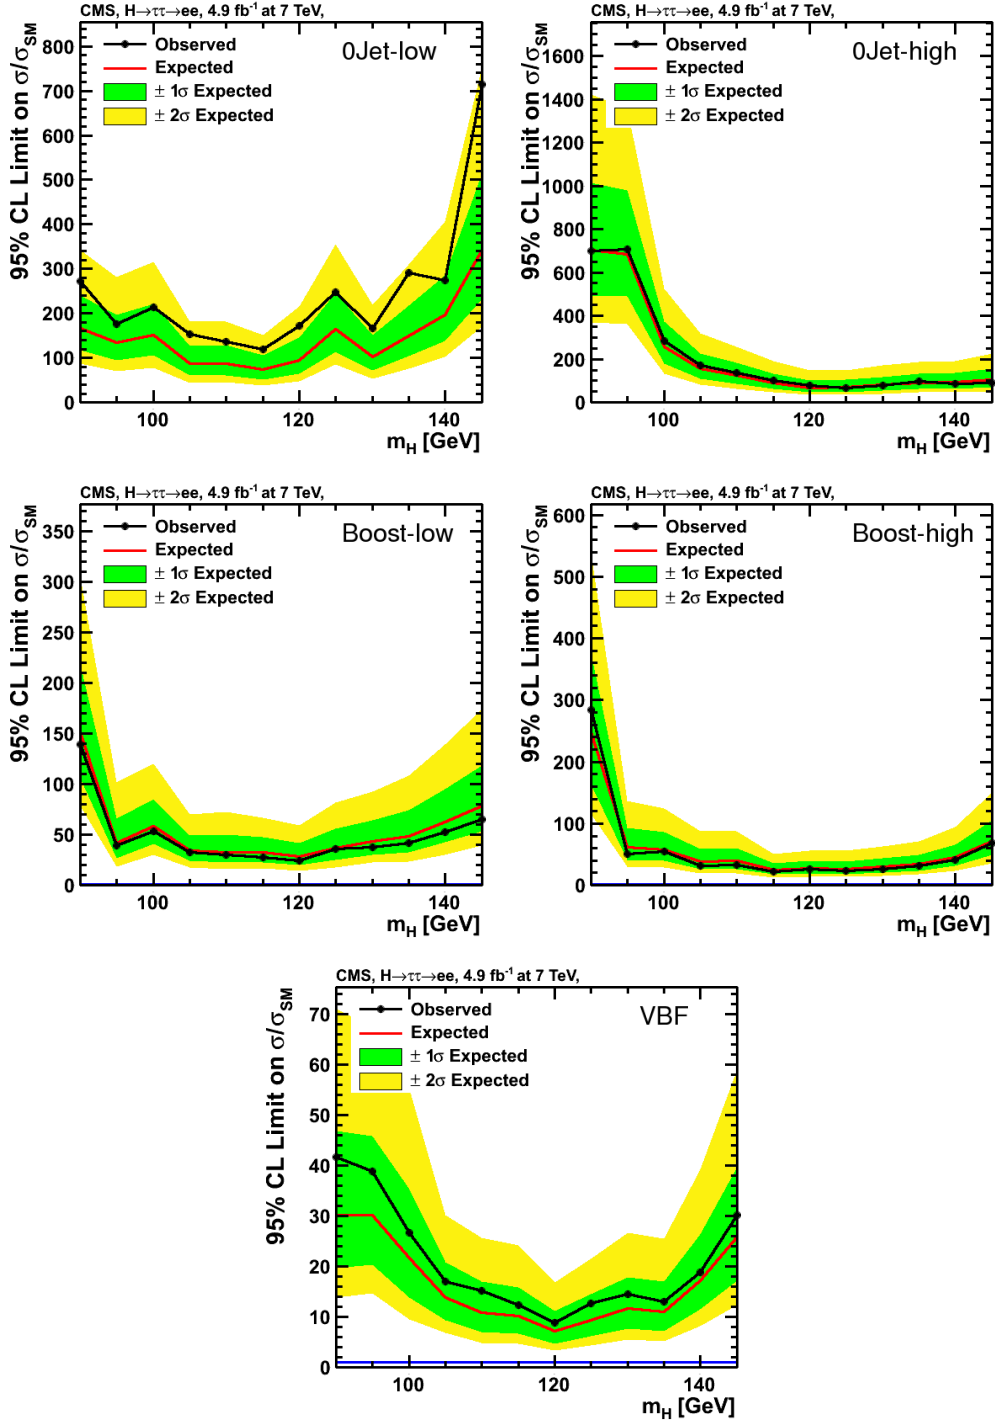 CMS, H→ττ→ee, 4.9 fb⁻¹ at 7 TeV,
0Jet-low
Observed
Expected
± 1σ Expected
± 2σ Expected
95% CL Limit on σ/σSM
800
700
600
500
400
300
200
100
0
100
120
140
mH [GeV]
CMS, H→ττ→ee, 4.9 fb⁻¹ at 7 TeV,
0Jet-high
Observed
Expected
± 1σ Expected
± 2σ Expected
95% CL Limit on σ/σSM
1600
1400
1200
1000
800
600
400
200
0
100
120
140
mH [GeV]
CMS, H→ττ→ee, 4.9 fb⁻¹ at 7 TeV,
Boost-low
Observed
Expected
± 1σ Expected
± 2σ Expected
95% CL Limit on σ/σSM
350
300
250
200
150
100
50
0
100
120
140
mH [GeV]
CMS, H→ττ→ee, 4.9 fb⁻¹ at 7 TeV,
Boost-high
Observed
Expected
± 1σ Expected
± 2σ Expected
95% CL Limit on σ/σSM
600
500
400
300
200
100
0
100
120
140
mH [GeV]
CMS, H→ττ→ee, 4.9 fb⁻¹ at 7 TeV,
VBF
Observed
Expected
± 1σ Expected
± 2σ Expected
95% CL Limit on σ/σSM
70
60
50
40
30
20
10
0
100
120
140
mH [GeV]